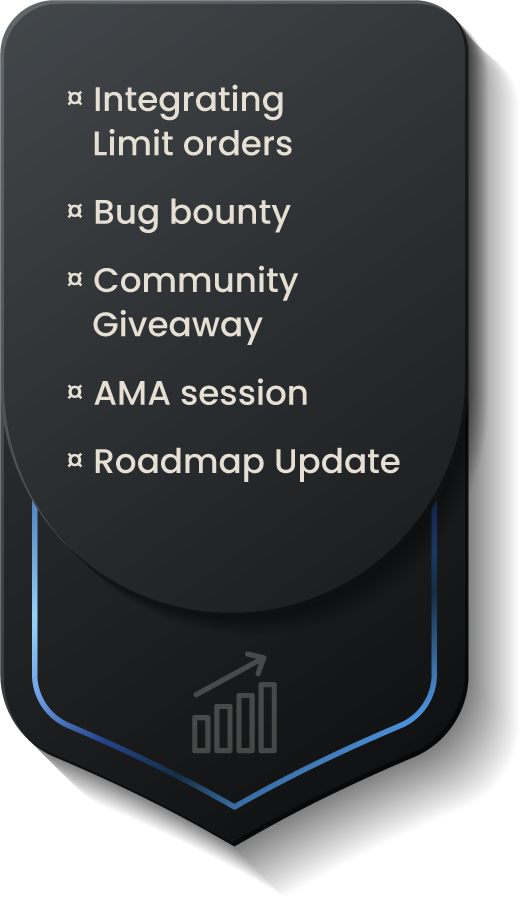 ¤ Integrating
Limit orders
¤ Bug bounty
¤ Community
Giveaway
¤ AMA session
¤ Roadmap Update